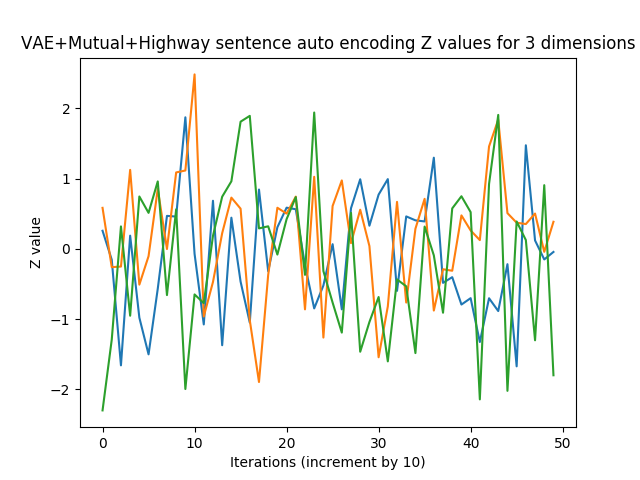 VAE+Mutual+Highway sentence auto encoding Z values for 3 dimensions
2
1
0
−1
−2
Z value
0 10 20 30 40 50
Iterations (increment by 10)